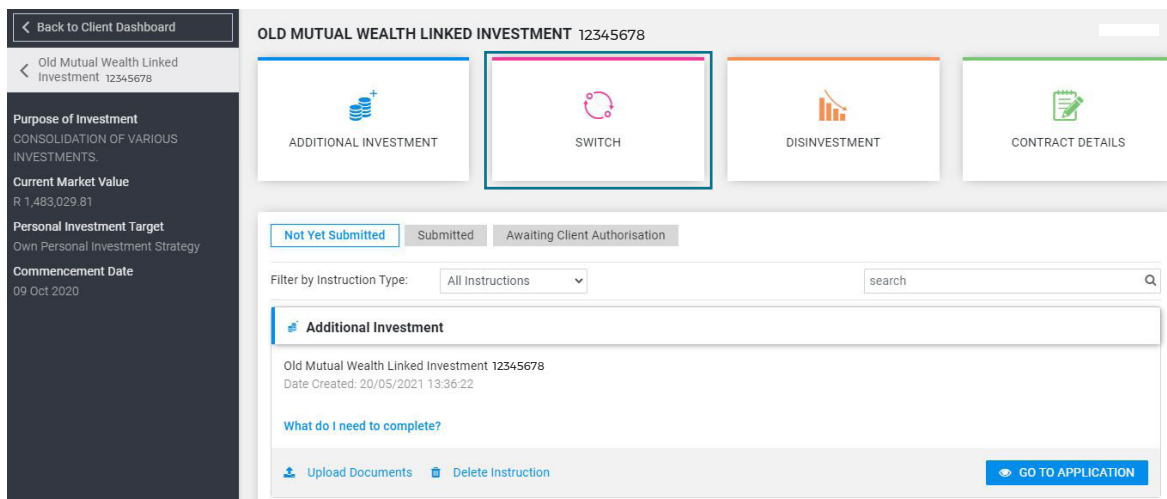 Back to Client Dashboard
Old Mutual Wealth Linked
Investment 12345678
Purpose of Investment
CONSOLIDATION OF VARIOUS
INVESTMENTS.
Current Market Value
R 1,483,029.81
Personal Investment Target
Own Personal Investment Strategy
Commencement Date
09 Oct 2020
OLD MUTUAL WEALTH LINKED INVESTMENT 12345678
ADDITIONAL INVESTMENT
SWITCH
DISINVESTMENT
CONTRACT DETAILS
Not Yet Submitted
Submitted
Awaiting Client Authorisation
Filter by Instruction Type:
All Instructions
search
Additional Investment
Old Mutual Wealth Linked Investment 12345678
Date Created: 20/05/2021 13:36:22
What do I need to complete?
Upload Documents
Delete Instruction
GO TO APPLICATION